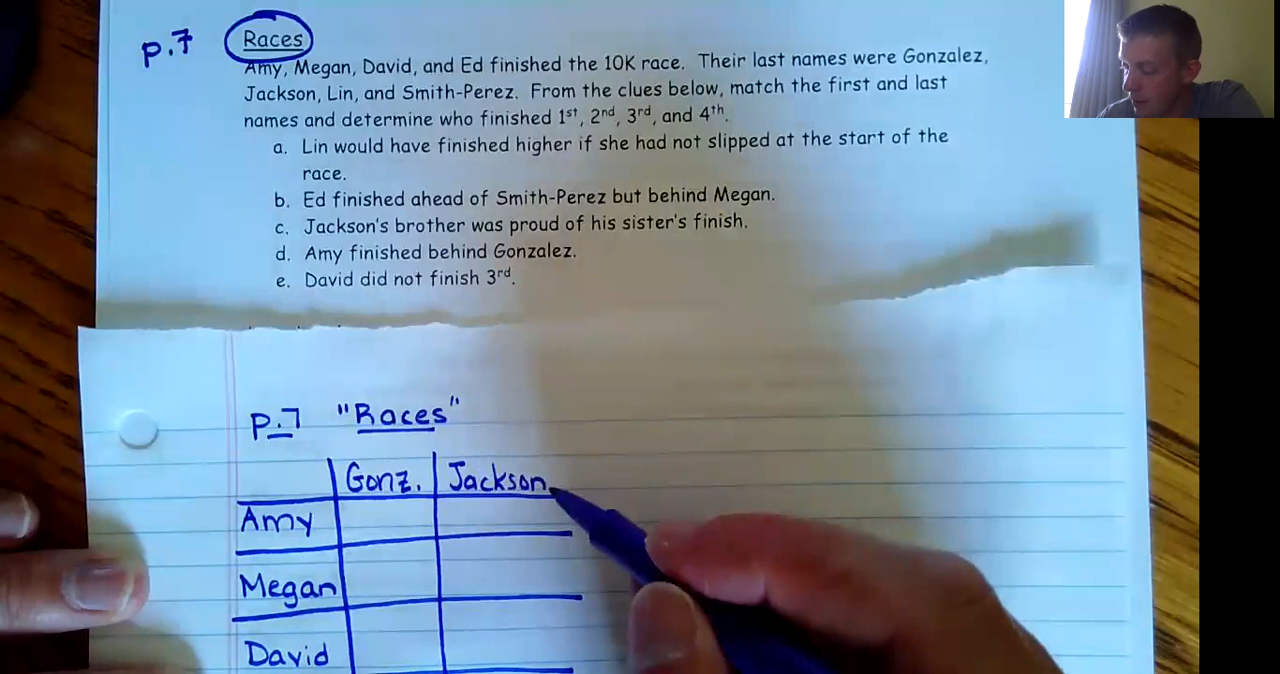 p.7 Races
Amy, Megan, David, and Ed finished the 10K race. Their last names were Gonzalez,
Jackson, Lin, and Smith-Perez. From the clues below, match the first and last
names and determine who finished 1st, 2nd, 3rd, and 4th.
a. Lin would have finished higher if she had not slipped at the start of the
race.
b. Ed finished ahead of Smith-Perez but behind Megan.
c. Jackson's brother was proud of his sister's finish.
d. Amy finished behind Gonzalez.
e. David did not finish 3rd.
p.7 "Races"
Gonz. Jackson
Amy
Megan
David